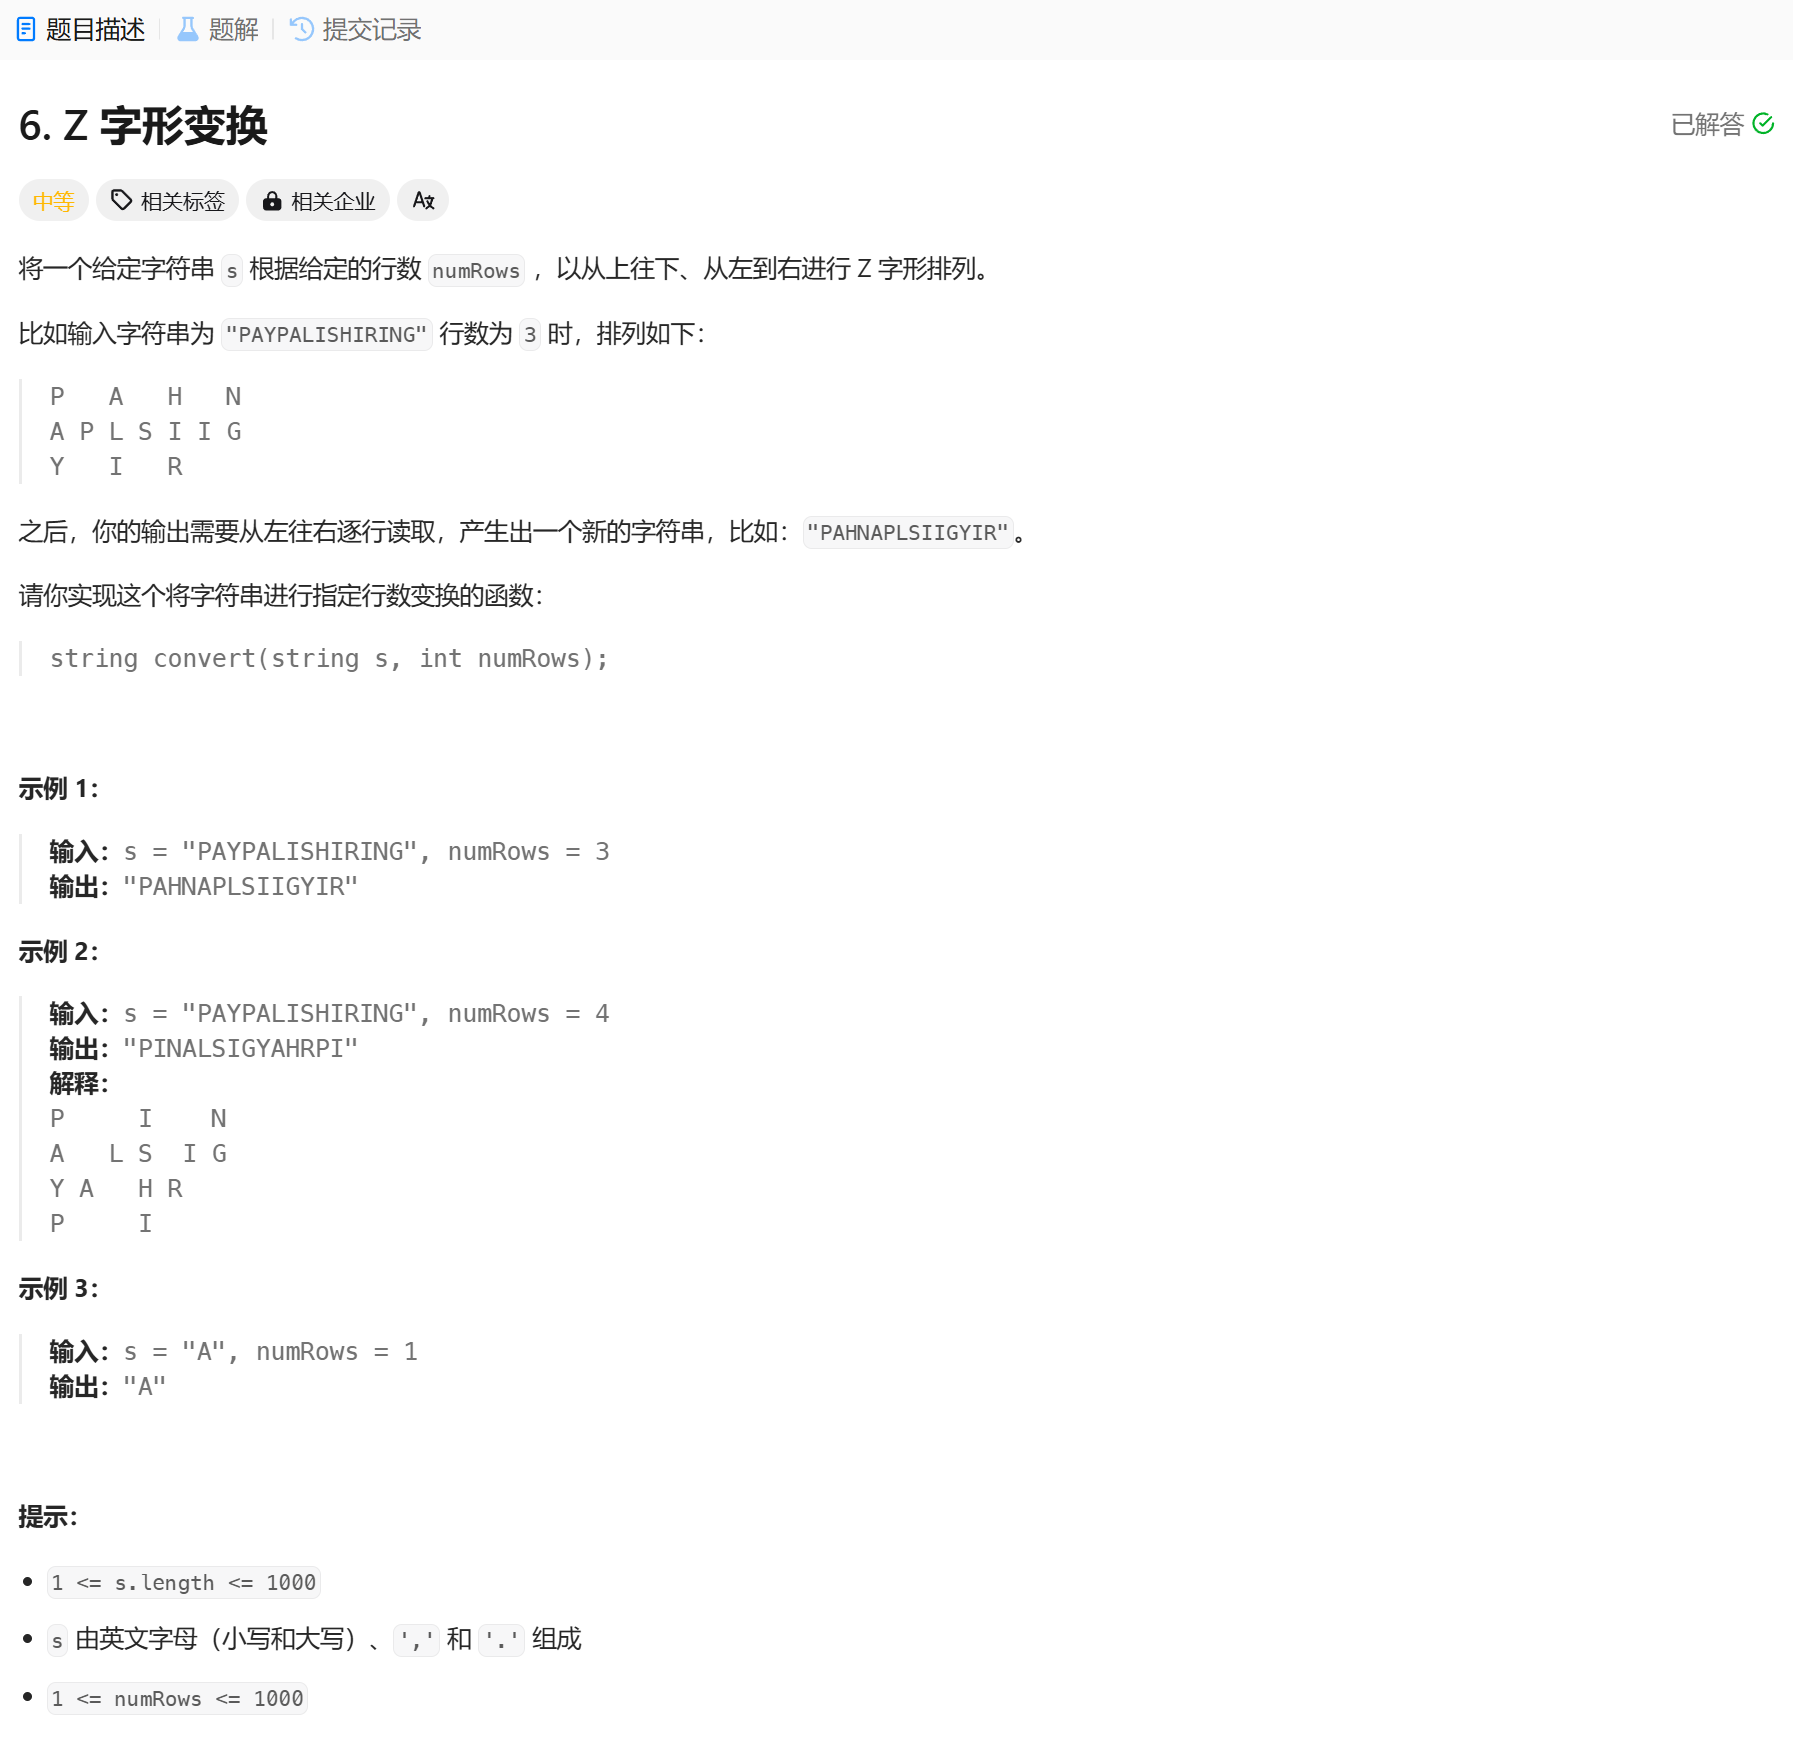 题目描述 题解 提交记录
6. Z 字形变换 已解答
中等 相关标签 相关企业 Aא
将一个给定字符串 s 根据给定的行数 numRows ，以从上往下、从左到右进行 Z 字形排列。
比如输入字符串为 "PAYPALISHIRING" 行数为 3 时，排列如下：
P   A   H   N
A P L S I I G
Y   I   R
之后，你的输出需要从左往右逐行读取，产生出一个新的字符串，比如："PAHNAPLSIIGYIR"。
请你实现这个将字符串进行指定行数变换的函数：
string convert(string s, int numRows);
示例 1：
输入：s = "PAYPALISHIRING", numRows = 3
输出："PAHNAPLSIIGYIR"
示例 2：
输入：s = "PAYPALISHIRING", numRows = 4
输出："PINALSIGYAHRPI"
解释：
P     I    N
A   L S  I G
Y A   H R
P     I
示例 3：
输入：s = "A", numRows = 1
输出："A"
提示：
1 <= s.length <= 1000
s 由英文字母（小写和大写）、',' 和 '.' 组成
1 <= numRows <= 1000